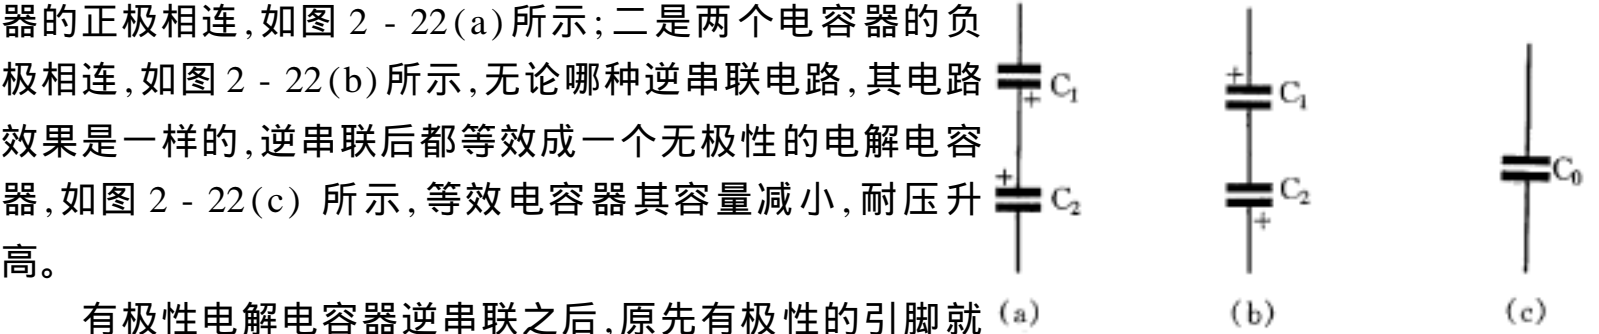 器的正极相连,如图 2 - 22(a)所示;二是两个电容器的负
极相连,如图 2 - 22(b)所示,无论哪种逆串联电路,其电路
效果是一样的,逆串联后都等效成一个无极性的电解电容
器,如图 2 - 22(c) 所示,等效电容器其容量减小,耐压升
高。
有极性电解电容器逆串联之后,原先有极性的引脚就
+ C₁
+ C₂
(a)
+ C₁
C₂ +
(b)
C₀
(c)